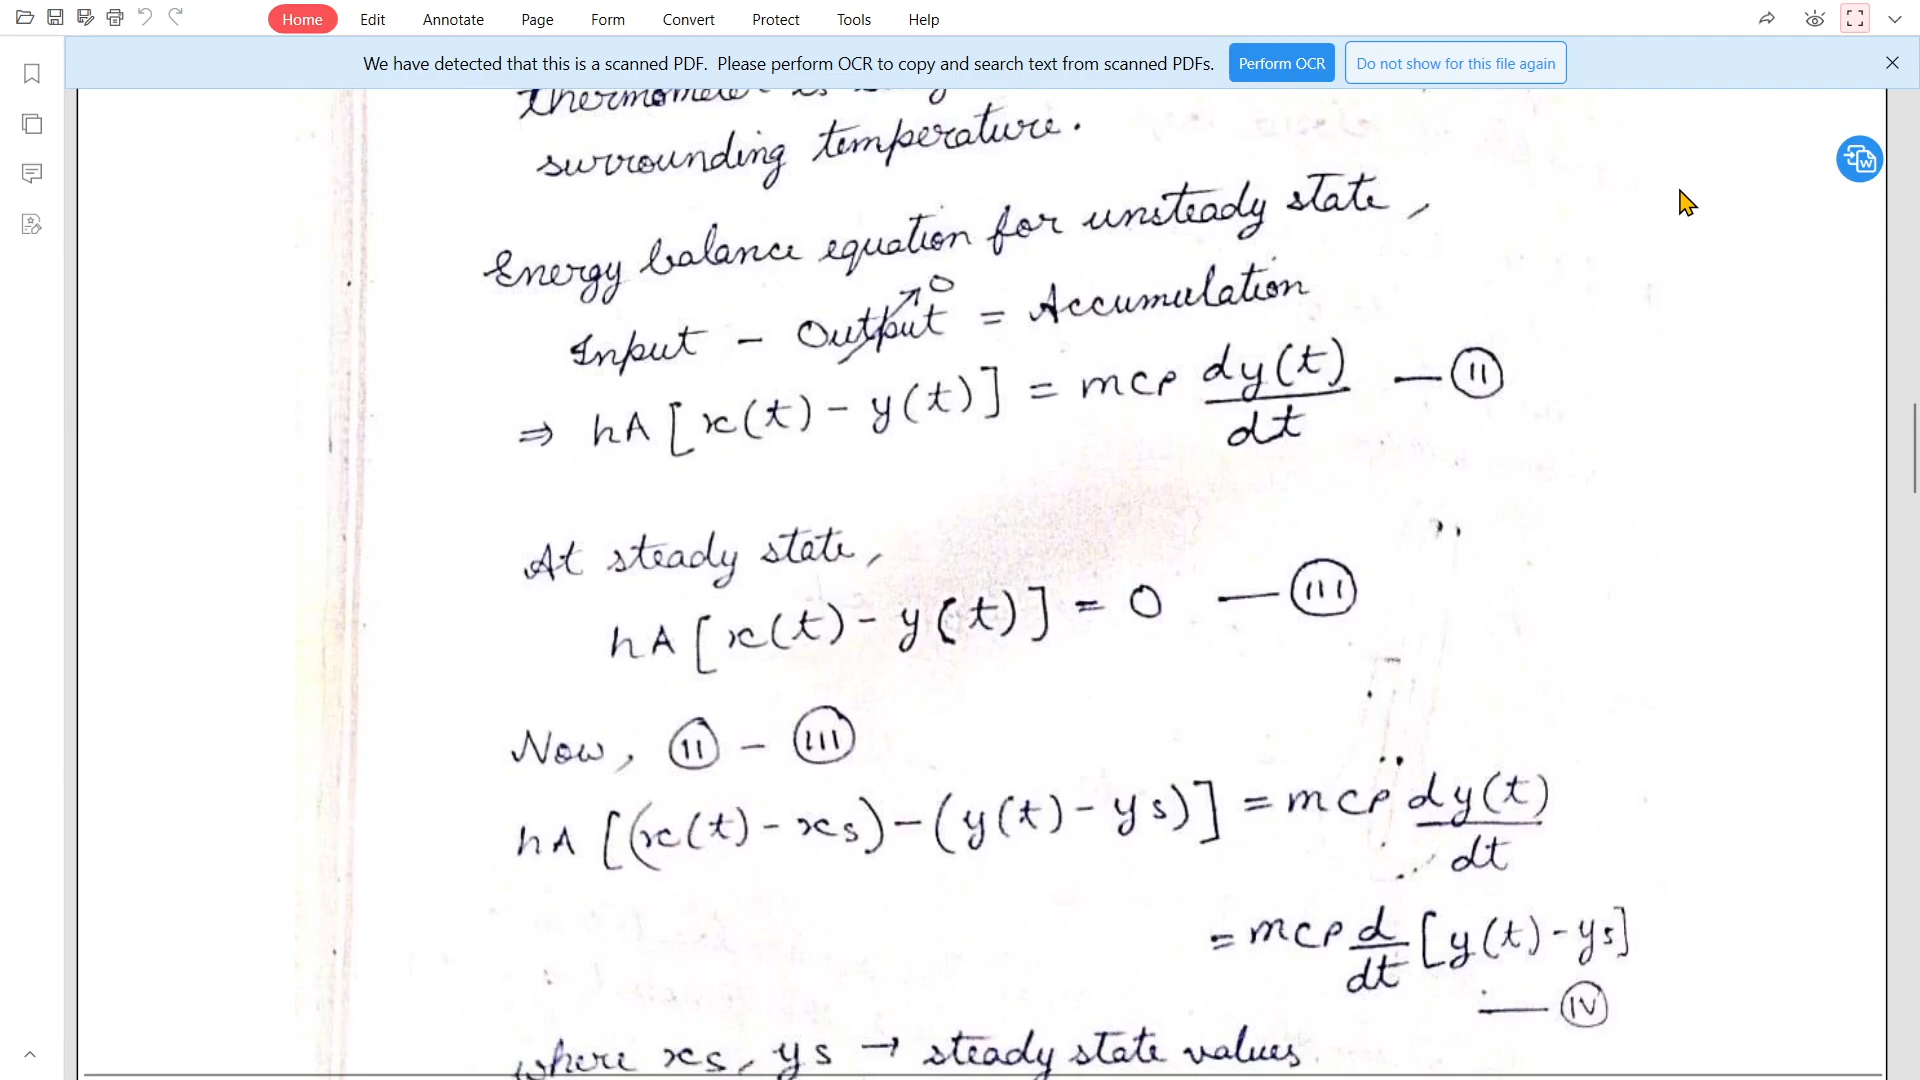 Home Edit Annotate Page Form Convert Protect Tools Help
We have detected that this is a scanned PDF. Please perform OCR to copy and search text from scanned PDFs. Perform OCR Do not show for this file again
thermometer is
surrounding temperature.
Energy balance equation for unsteady state,
Input - Output ↗ 0 = Accumulation
⇒ hA [x(t) - y(t)] = mcp dy(t)/dt — (II)
At steady state,
hA [x(t) - y(t)] = 0 — (III)
Now, (II) - (III)
hA [(x(t) - xs) - (y(t) - ys)] = mcp dy(t)/dt
= mcp d/dt [y(t) - ys]
— (IV)
where xs, ys → steady state values